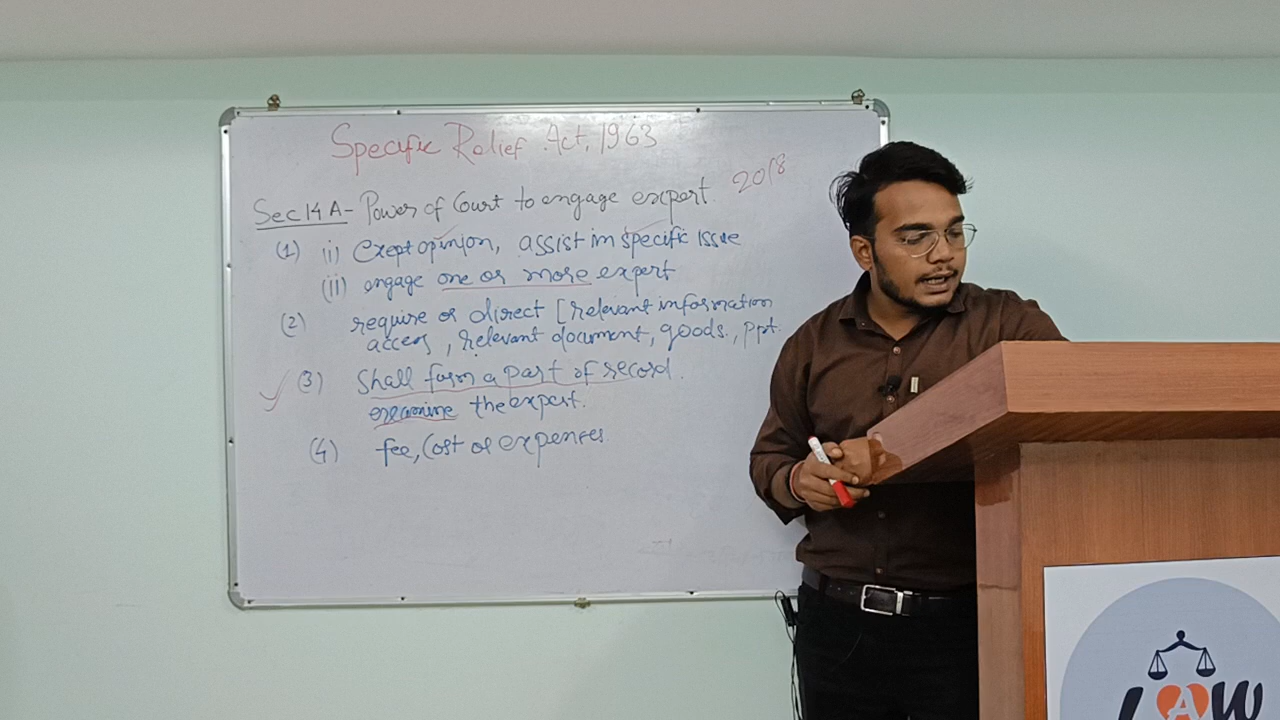 Specific Relief Act, 1963
Sec 14 A - Power of Court to engage expert. 2018
(1) (i) Exept opinion, assist in specific issue
(ii) engage one or more expert
(2) require or direct [relevant information
access, relevant document, goods., ppt.
(3) Shall form a part of record.
examine the expert.
(4) fee, Cost or expenses
LAW